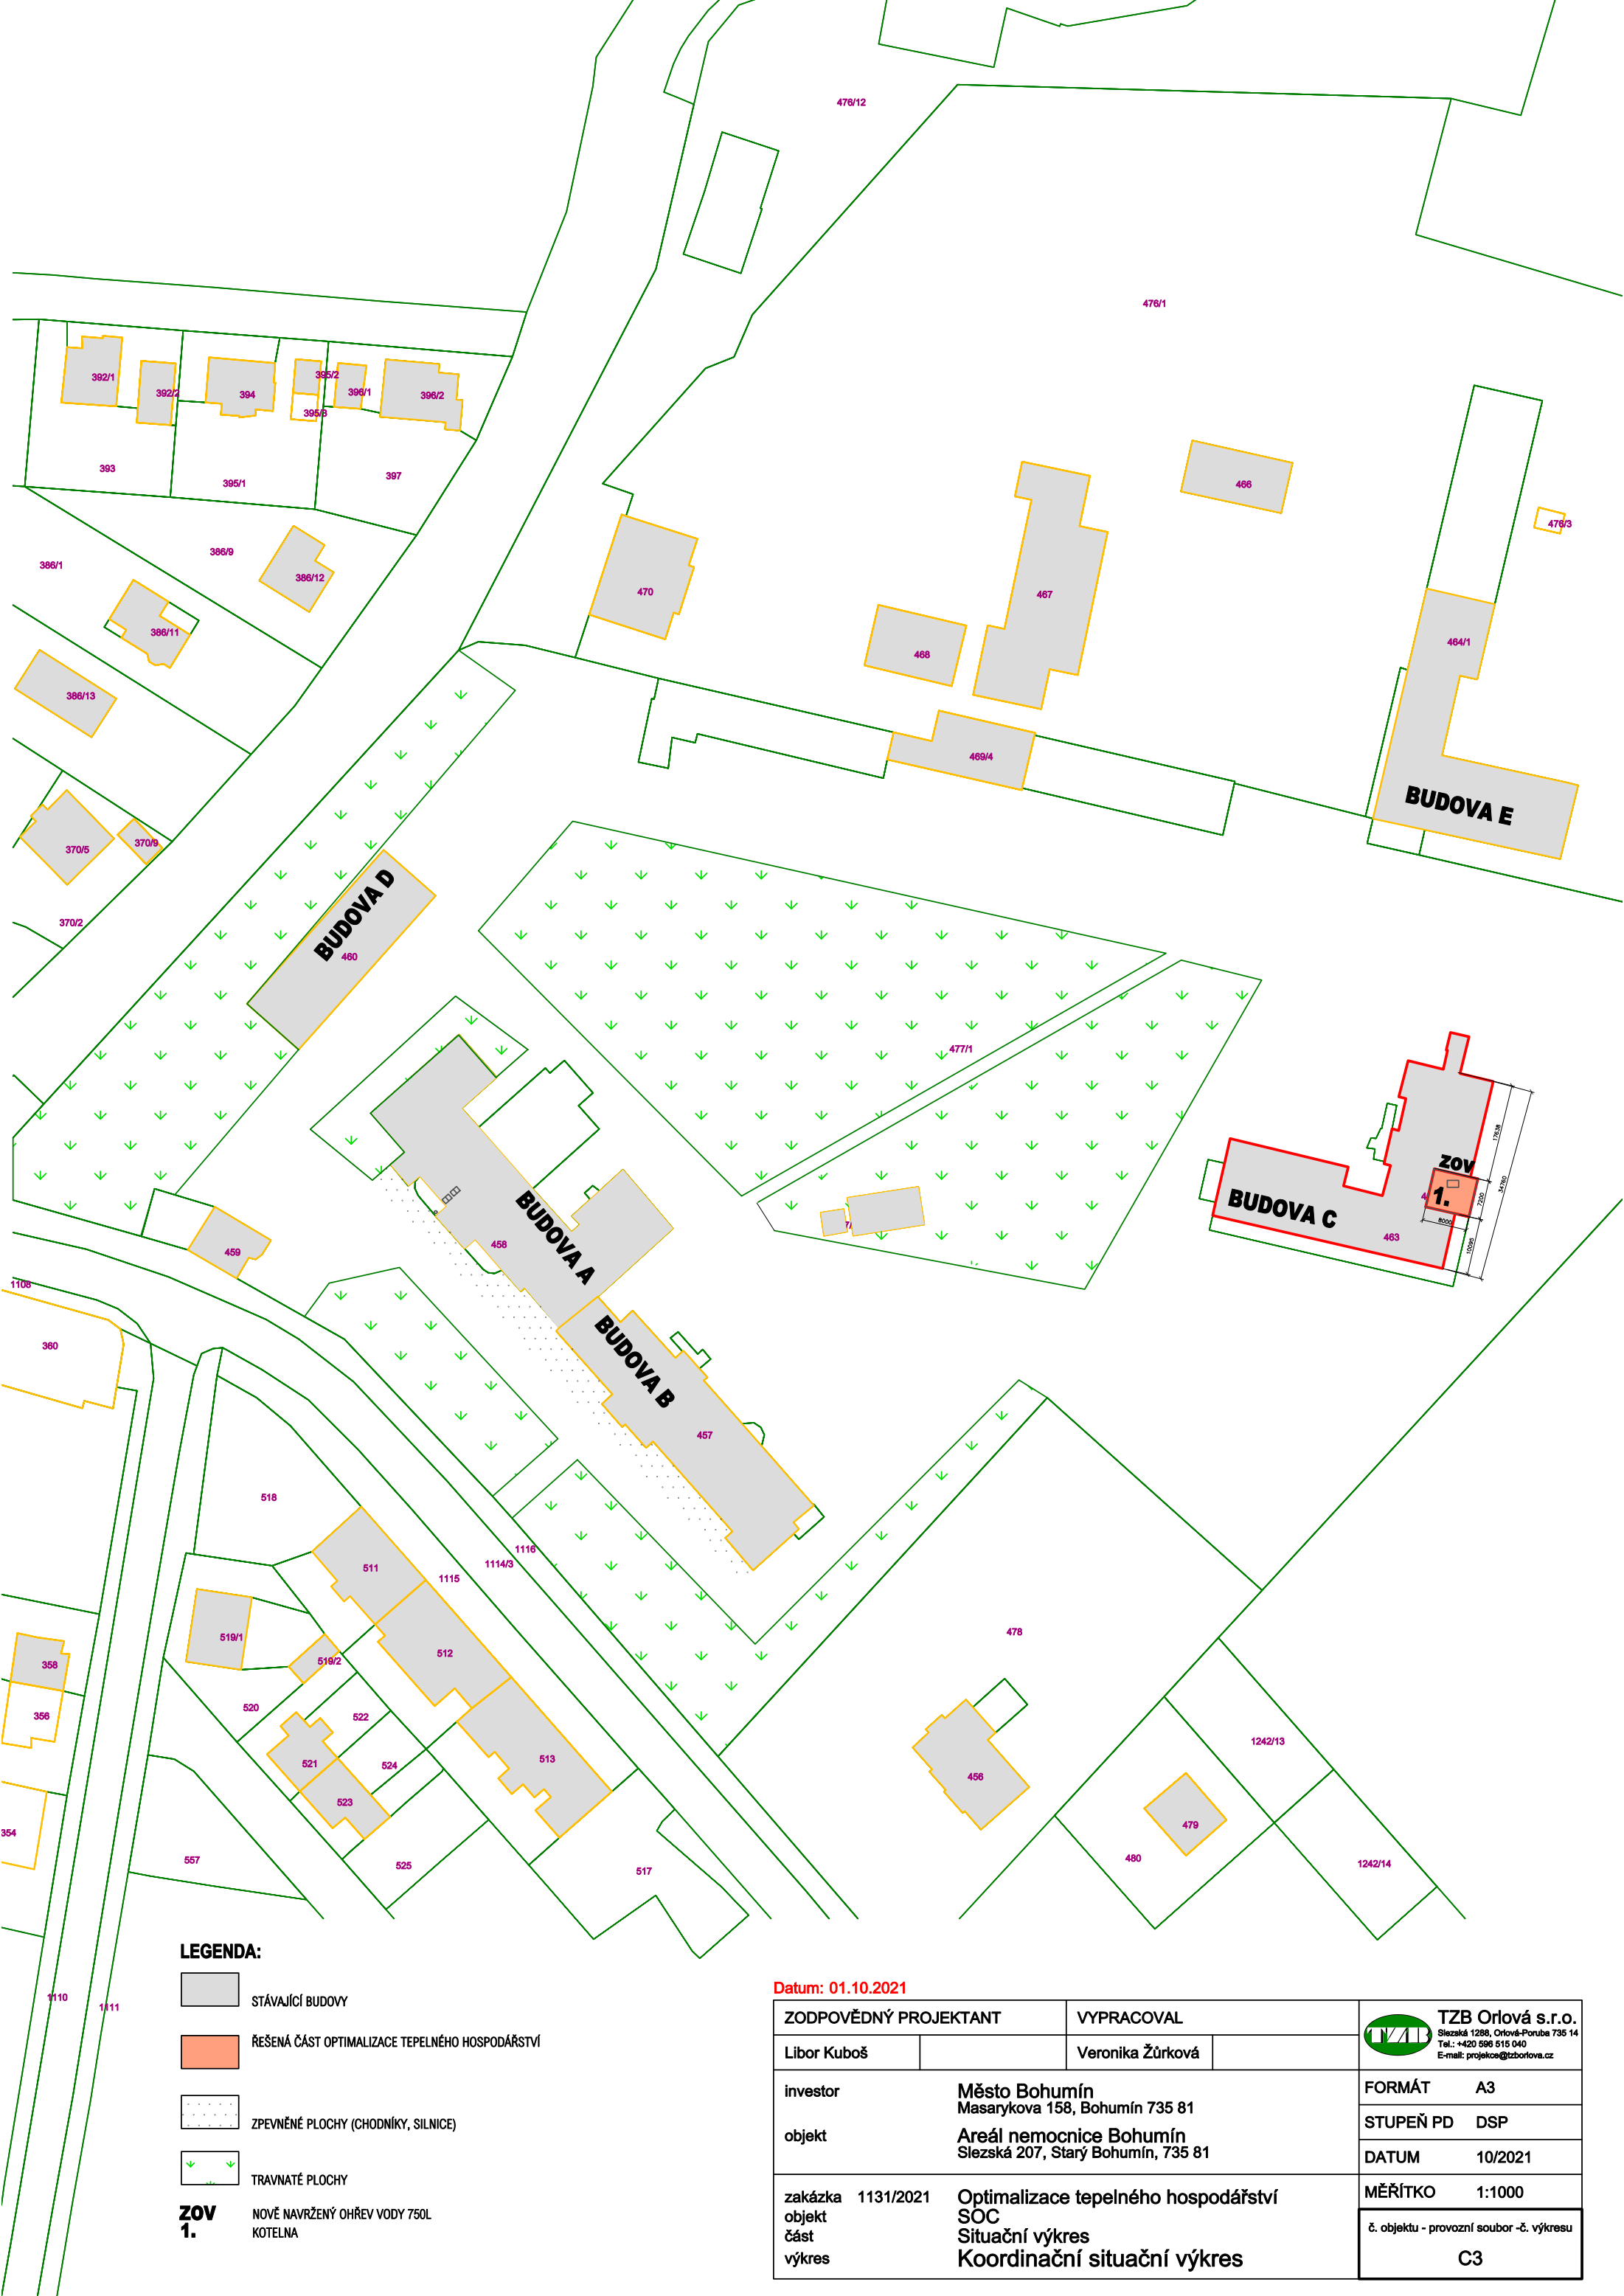 476/12
476/1
392/1
392/2
394
395/2
395/3
396/1
396/2
393
395/1
397
466
476/3
386/1
386/9
386/12
470
467
386/11
468
464/1
386/13
469/4
BUDOVA E
370/5
370/9
370/2
BUDOVA D
460
477/1
ZOV
1.
17638
34760
7200
8000
10095
BUDOVA C
463
BUDOVA A
458
459
1108
360
BUDOVA B
457
518
511
1115
1114/3
1116
519/1
519/2
512
478
358
356
520
522
521
524
513
523
456
1242/13
479
480
1242/14
354
557
525
517
1110
1111
LEGENDA:
STÁVAJÍCÍ BUDOVY
ŘEŠENÁ ČÁST OPTIMALIZACE TEPELNÉHO HOSPODÁŘSTVÍ
ZPEVNĚNÉ PLOCHY (CHODNÍKY, SILNICE)
TRAVNATÉ PLOCHY
ZOV NOVĚ NAVRŽENÝ OHŘEV VODY 750L
1. KOTELNA
Datum: 01.10.2021
ZODPOVĚDNÝ PROJEKTANT VYPRACOVAL
Libor Kuboš Veronika Žůrková
TZB
TZB Orlová s.r.o.
Slezská 1288, Orlová-Poruba 735 14
Tel.: +420 596 515 040
E-mail: projekce@tzborlova.cz
investor Město Bohumín
Masarykova 158, Bohumín 735 81
objekt Areál nemocnice Bohumín
Slezská 207, Starý Bohumín, 735 81
FORMÁT A3
STUPEŇ PD DSP
DATUM 10/2021
MĚŘÍTKO 1:1000
zakázka 1131/2021 Optimalizace tepelného hospodářství
objekt SOC
část Situační výkres
výkres Koordinační situační výkres
č. objektu - provozní soubor -č. výkresu
C3